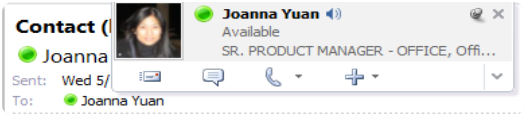 Joanna Yuan
Available
SR. PRODUCT MANAGER - OFFICE, Offi...
Contact (
Joanna
Sent: Wed 5/
To: Joanna Yuan